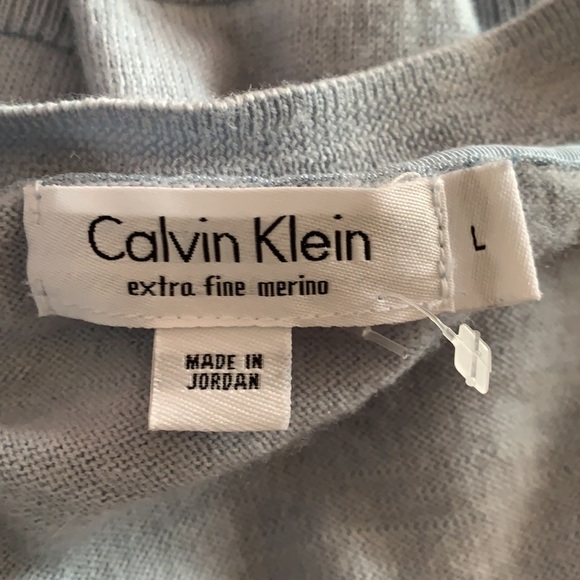 Calvin Klein
extra fine merino
L
MADE IN
JORDAN